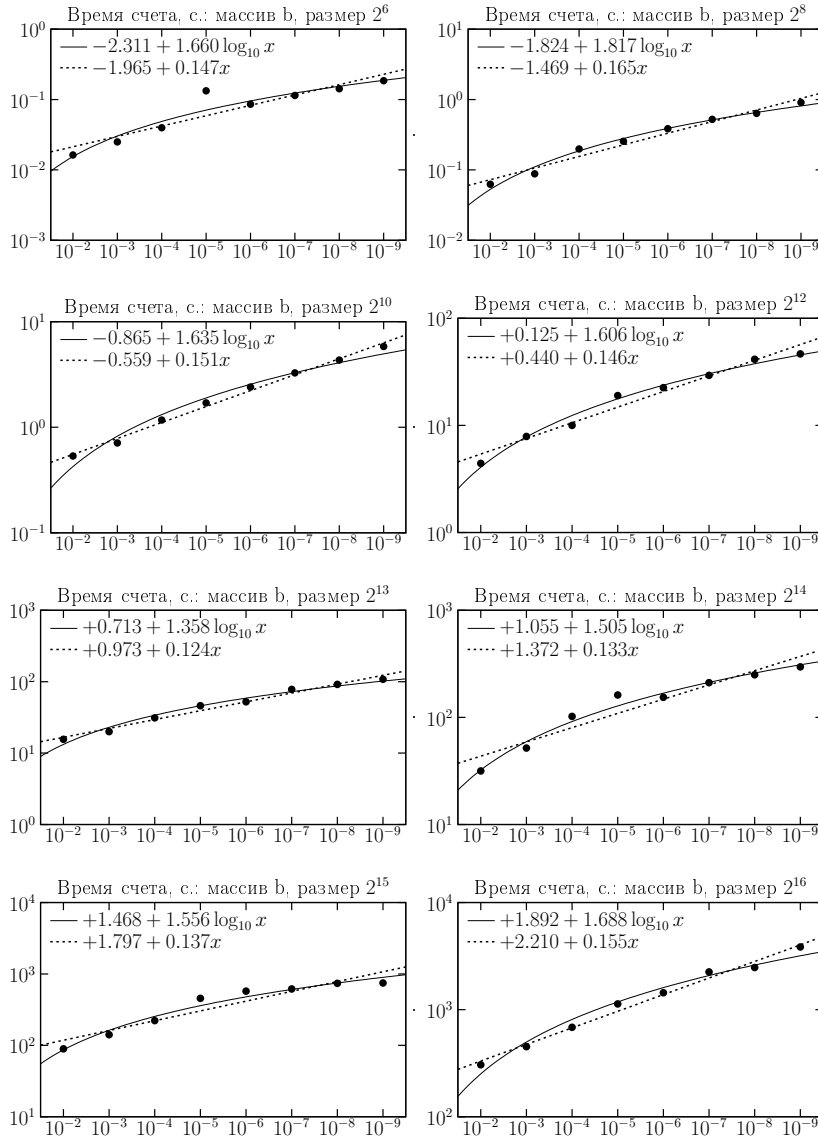 Время счета, с.: массив b, размер 2^6
−2.311 + 1.660 log₁₀ x
−1.965 + 0.147x
10^0
10^−1
10^−2
10^−3
10^−2 10^−3 10^−4 10^−5 10^−6 10^−7 10^−8 10^−9
Время счета, с.: массив b, размер 2^8
−1.824 + 1.817 log₁₀ x
−1.469 + 0.165x
10^1
10^0
10^−1
10^−2
10^−2 10^−3 10^−4 10^−5 10^−6 10^−7 10^−8 10^−9
Время счета, с.: массив b, размер 2^10
−0.865 + 1.635 log₁₀ x
−0.559 + 0.151x
10^1
10^0
10^−1
10^−2 10^−3 10^−4 10^−5 10^−6 10^−7 10^−8 10^−9
Время счета, с.: массив b, размер 2^12
+0.125 + 1.606 log₁₀ x
+0.440 + 0.146x
10^2
10^1
10^0
10^−2 10^−3 10^−4 10^−5 10^−6 10^−7 10^−8 10^−9
Время счета, с.: массив b, размер 2^13
+0.713 + 1.358 log₁₀ x
+0.973 + 0.124x
10^3
10^2
10^1
10^0
10^−2 10^−3 10^−4 10^−5 10^−6 10^−7 10^−8 10^−9
Время счета, с.: массив b, размер 2^14
+1.055 + 1.505 log₁₀ x
+1.372 + 0.133x
10^3
10^2
10^1
10^−2 10^−3 10^−4 10^−5 10^−6 10^−7 10^−8 10^−9
Время счета, с.: массив b, размер 2^15
+1.468 + 1.556 log₁₀ x
+1.797 + 0.137x
10^4
10^3
10^2
10^1
10^−2 10^−3 10^−4 10^−5 10^−6 10^−7 10^−8 10^−9
Время счета, с.: массив b, размер 2^16
+1.892 + 1.688 log₁₀ x
+2.210 + 0.155x
10^4
10^3
10^2
10^−2 10^−3 10^−4 10^−5 10^−6 10^−7 10^−8 10^−9